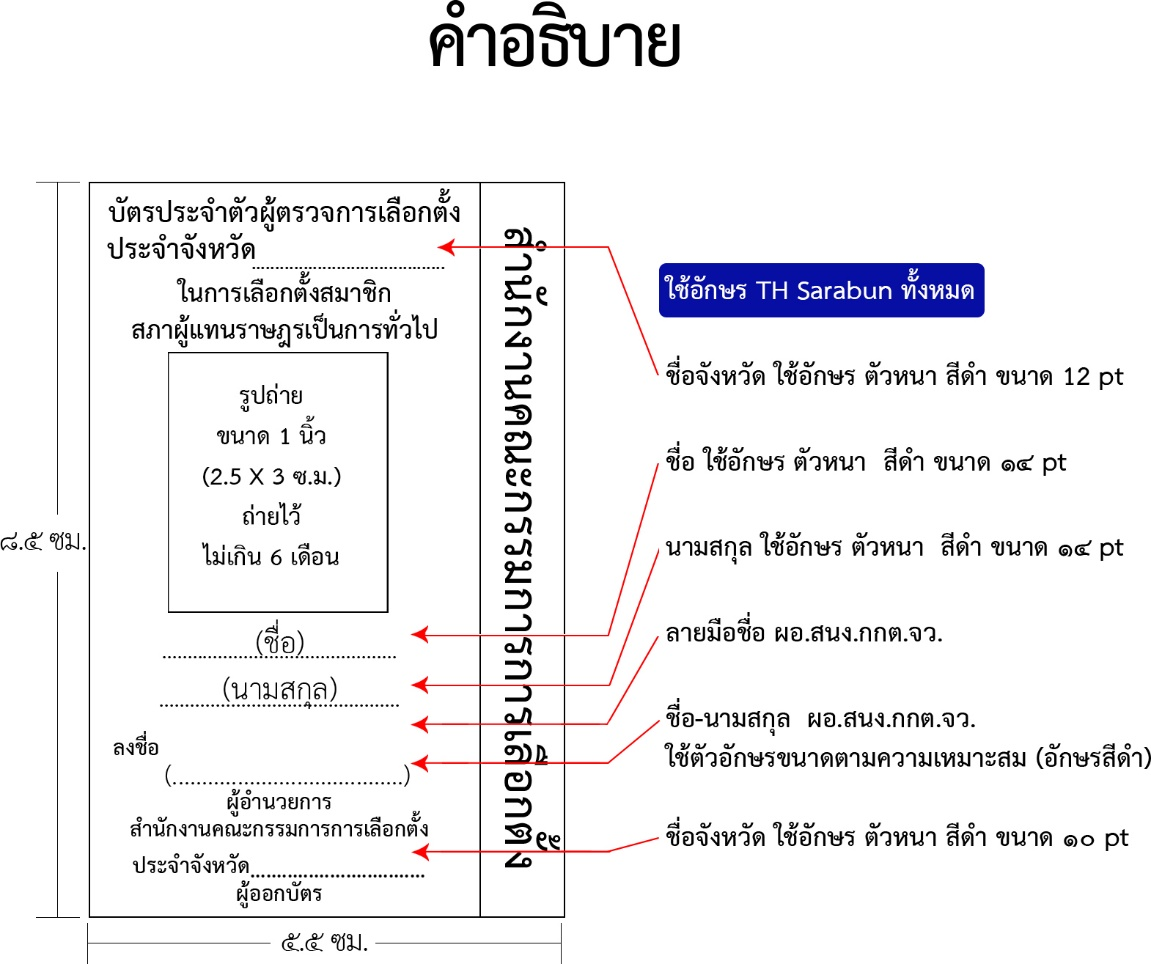 คำอธิบาย
บัตรประจำตัวผู้ตรวจการเลือกตั้ง
ประจำจังหวัด........................................
ในการเลือกตั้งสมาชิก
สภาผู้แทนราษฎรเป็นการทั่วไป
รูปถ่าย
ขนาด 1 นิ้ว
(2.5 X 3 ซ.ม.)
ถ่ายไว้
ไม่เกิน 6 เดือน
(ชื่อ)
(นามสกุล)
ลงชื่อ
(....................................)
ผู้อำนวยการ
สำนักงานคณะกรรมการการเลือกตั้ง
ประจำจังหวัด..............................
ผู้ออกบัตร
สำนักงานคณะกรรมการการเลือกตั้ง
๘.๕ ซม.
๕.๕ ซม.
ใช้อักษร TH Sarabun ทั้งหมด
ชื่อจังหวัด ใช้อักษร ตัวหนา สีดำ ขนาด 12 pt
ชื่อ ใช้อักษร ตัวหนา สีดำ ขนาด ๑๔ pt
นามสกุล ใช้อักษร ตัวหนา สีดำ ขนาด ๑๔ pt
ลายมือชื่อ ผอ.สนง.กกต.จว.
ชื่อ-นามสกุล ผอ.สนง.กกต.จว.
ใช้ตัวอักษรขนาดตามความเหมาะสม (อักษรสีดำ)
ชื่อจังหวัด ใช้อักษร ตัวหนา สีดำ ขนาด ๑๐ pt